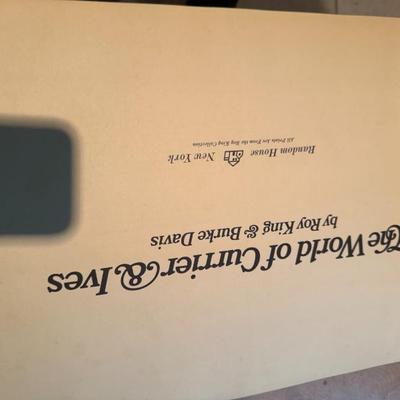 The World of Currier & Ives
by Roy King & Burke Davis
Random House New York
All Prints Are From the Roy King Collection